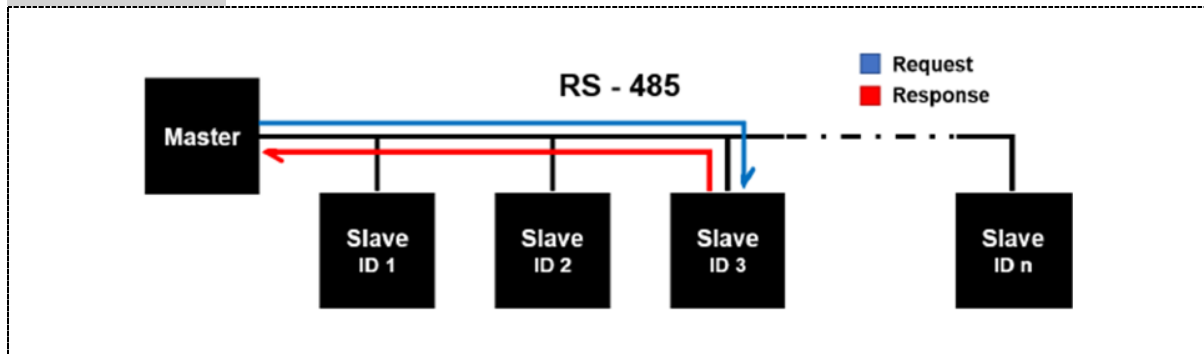 RS - 485
Request
Response
Master
Slave
ID 1
Slave
ID 2
Slave
ID 3
Slave
ID n